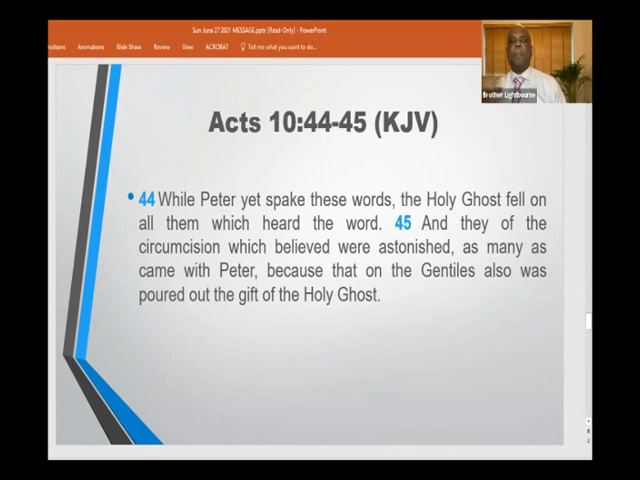 Sun June 27 2021 MESSAGE.pptx [Read-Only] - PowerPoint
Animations Slide Show Review View ACROBAT Tell me what you want to do...
Brother Lightbourne
Acts 10:44-45 (KJV)
• 44 While Peter yet spake these words, the Holy Ghost fell on
all them which heard the word. 45 And they of the
circumcision which believed were astonished, as many as
came with Peter, because that on the Gentiles also was
poured out the gift of the Holy Ghost.